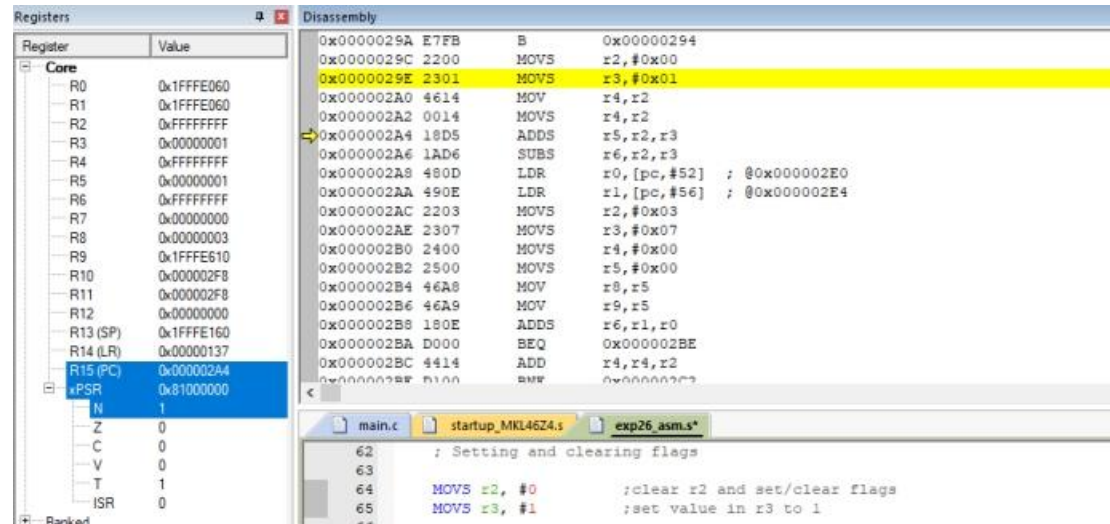 Registers
Register Value
Core
R0 0x1FFFE060
R1 0x1FFFE060
R2 0xFFFFFFFF
R3 0x00000001
R4 0xFFFFFFFF
R5 0x00000001
R6 0xFFFFFFFF
R7 0x00000000
R8 0x00000003
R9 0x1FFFE610
R10 0x000002F8
R11 0x000002F8
R12 0x00000000
R13 (SP) 0x1FFFE160
R14 (LR) 0x00000137
R15 (PC) 0x000002A4
xPSR 0x81000000
N 1
Z 0
C 0
V 0
T 1
ISR 0
Banked
Disassembly
0x0000029A E7FB B 0x00000294
0x0000029C 2200 MOVS r2,#0x00
0x0000029E 2301 MOVS r3,#0x01
0x000002A0 4614 MOV r4,r2
0x000002A2 0014 MOVS r4,r2
0x000002A4 18D5 ADDS r5,r2,r3
0x000002A6 1AD6 SUBS r6,r2,r3
0x000002A8 480D LDR r0,[pc,#52] ; @0x000002E0
0x000002AA 490E LDR r1,[pc,#56] ; @0x000002E4
0x000002AC 2203 MOVS r2,#0x03
0x000002AE 2307 MOVS r3,#0x07
0x000002B0 2400 MOVS r4,#0x00
0x000002B2 2500 MOVS r5,#0x00
0x000002B4 46A8 MOV r8,r5
0x000002B6 46A9 MOV r9,r5
0x000002B8 180E ADDS r6,r1,r0
0x000002BA D000 BEQ 0x000002BE
0x000002BC 4414 ADD r4,r4,r2
0x000002BE D100 BNE 0x000002C2
main.c startup_MKL46Z4.s exp26_asm.s*
62 ; Setting and clearing flags
63
64 MOVS r2, #0 ;clear r2 and set/clear flags
65 MOVS r3, #1 ;set value in r3 to 1